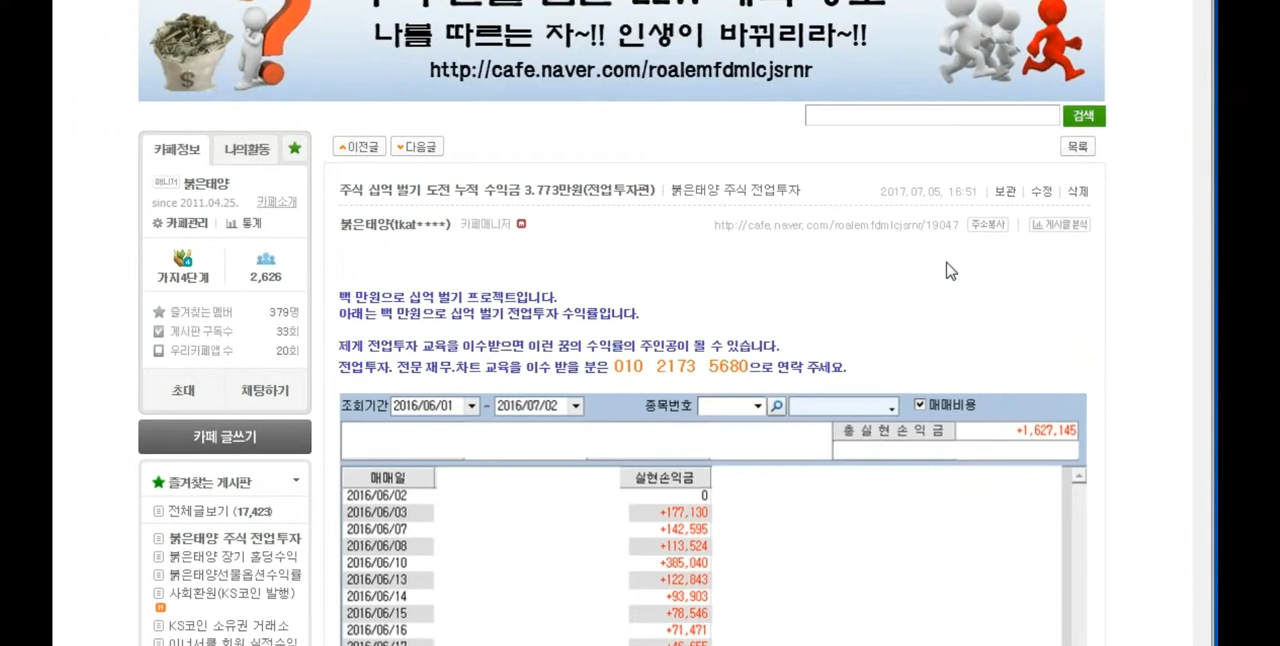 나를 따르는 자~!! 인생이 바뀌리라~!!
http://cafe.naver.com/roalemfdmlcjsrnr
검색
카페정보 나의활동
매니저 붉은태양
since 2011.04.25. 카페소개
카페관리 통계
가지4단계 2,626
즐겨찾는 멤버 379명
게시판 구독수 33회
우리카페앱 수 20회
초대 채팅하기
카페 글쓰기
즐겨찾는 게시판
전체글보기 (17,423)
붉은태양 주식 전업투자
붉은태양 장기 홀딩수익
붉은태양선물옵션수익률
사회환원(KS코인 발행)
KS코인 소유권 거래소
이너서클 회원 실전수익
이전글 다음글 목록
주식 십억 벌기 도전 누적 수익금 3.773만원(전업투자편) | 붉은태양 주식 전업투자 2017.07.05. 16:51 | 보관 | 수정 | 삭제
붉은태양(tkat****) 카페매니저 http://cafe.naver.com/roalemfdmlcjsrnr/19047 주소복사 | 게시글 분석
백 만원으로 십억 벌기 프로젝트입니다.
아래는 백 만원으로 십억 벌기 전업투자 수익률입니다.
제게 전업투자 교육을 이수받으면 이런 꿈의 수익률의 주인공이 될 수 있습니다.
전업투자. 전문 재무.차트 교육을 이수 받을 분은 010 2173 5680으로 연락 주세요.
조회기간 2016/06/01 - 2016/07/02 종목번호 매매비용
총 실 현 손 익 금 +1,627,145
매매일 실현손익금
2016/06/02 0
2016/06/03 +177,130
2016/06/07 +142,595
2016/06/08 +113,524
2016/06/10 +385,040
2016/06/13 +122,843
2016/06/14 +93,903
2016/06/15 +78,546
2016/06/16 +71,471
2016/06/17 +46,655